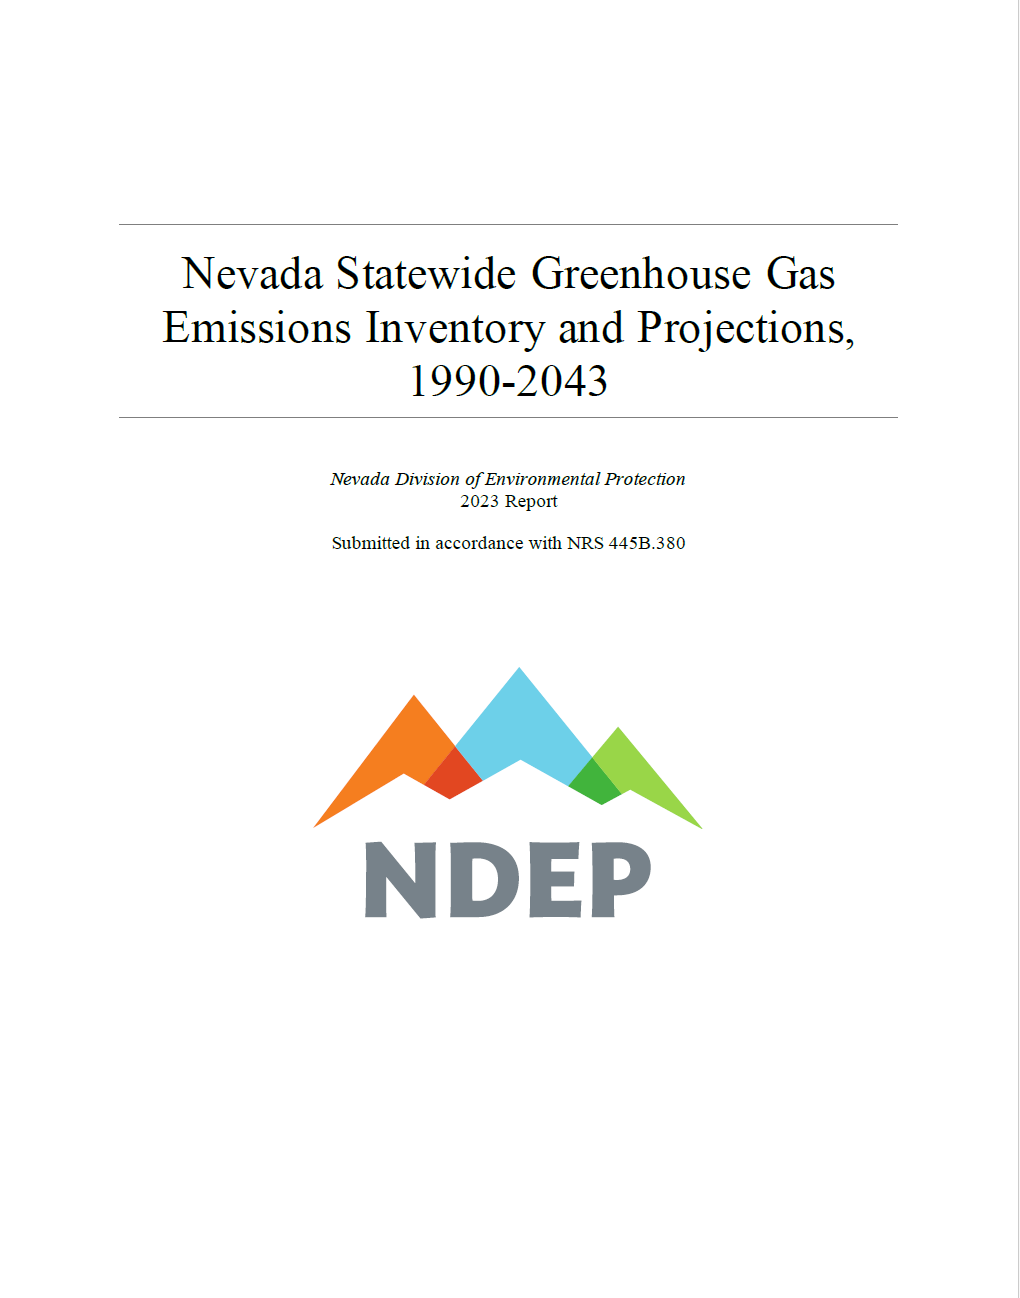 Nevada Statewide Greenhouse Gas
Emissions Inventory and Projections,
1990-2043
Nevada Division of Environmental Protection
2023 Report
Submitted in accordance with NRS 445B.380
NDEP